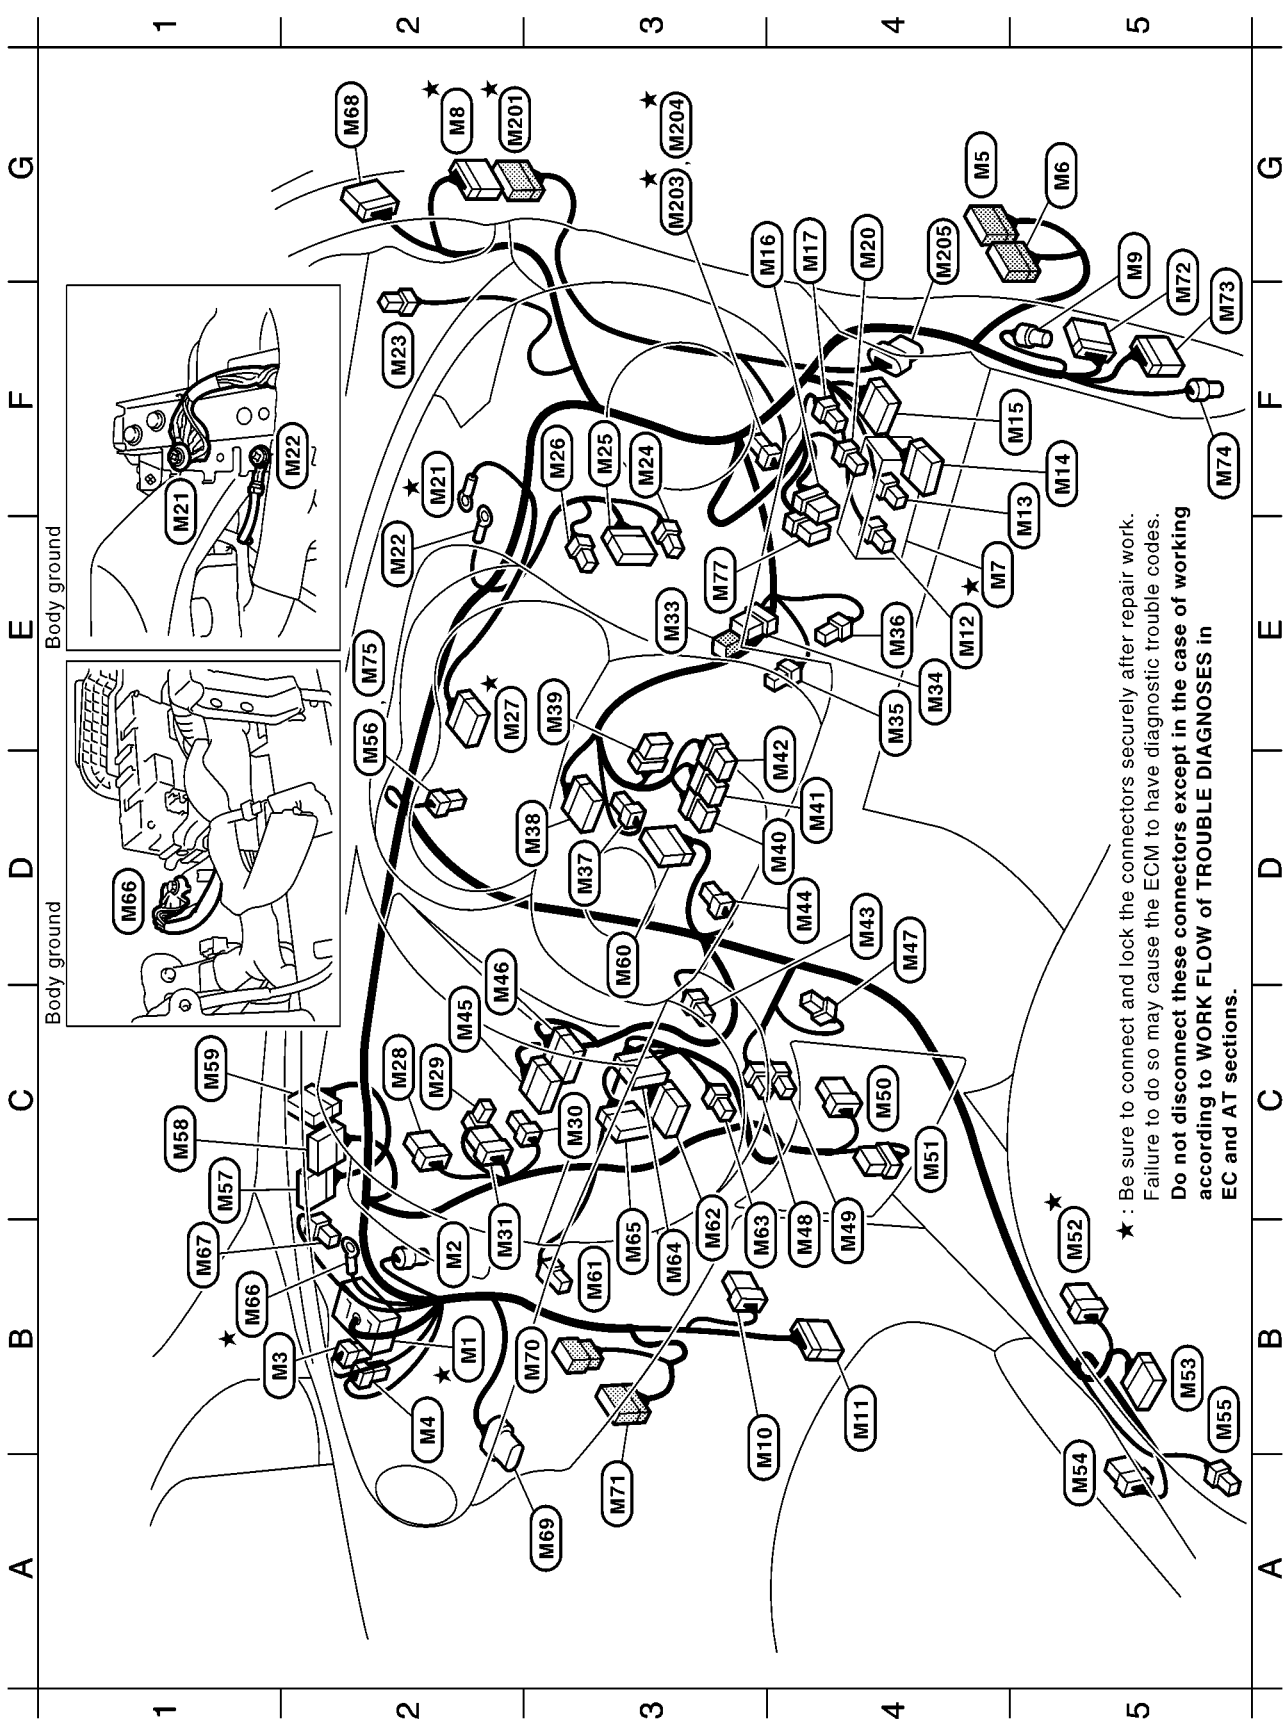 A B C D E F G
Body ground
Body ground
M66
1
1
M21
M22
M59
M58
M57
M67
M66 ★
M3
M68
M75
M56
M23
M22
M21 ★
2
2
M28
M29
M2
M4
M1 ★
M8 ★
M201 ★
M45
M46
M31
M27 ★
M39
M38
M26
M25
M24
M30
M70
M69
M37
M61
M60
M65
M71
3
3
M33
M203 ★, M204 ★
M64
M62
M77
M63
M10
M40
M42
M41
M44
M16
M17
M20
M48
M49
M11
M43
M50
M47
M51
4
4
M36
M35
M34
M12
M7 ★
M13
M15
M14
M205
M5
M6
M9
M72
M73
M74
M52 ★
M54
M53
M55
5
5
★ : Be sure to connect and lock the connectors securely after repair work.
Failure to do so may cause the ECM to have diagnostic trouble codes.
Do not disconnect these connectors except in the case of working
according to WORK FLOW of TROUBLE DIAGNOSES in
EC and AT sections.
A B C D E F G